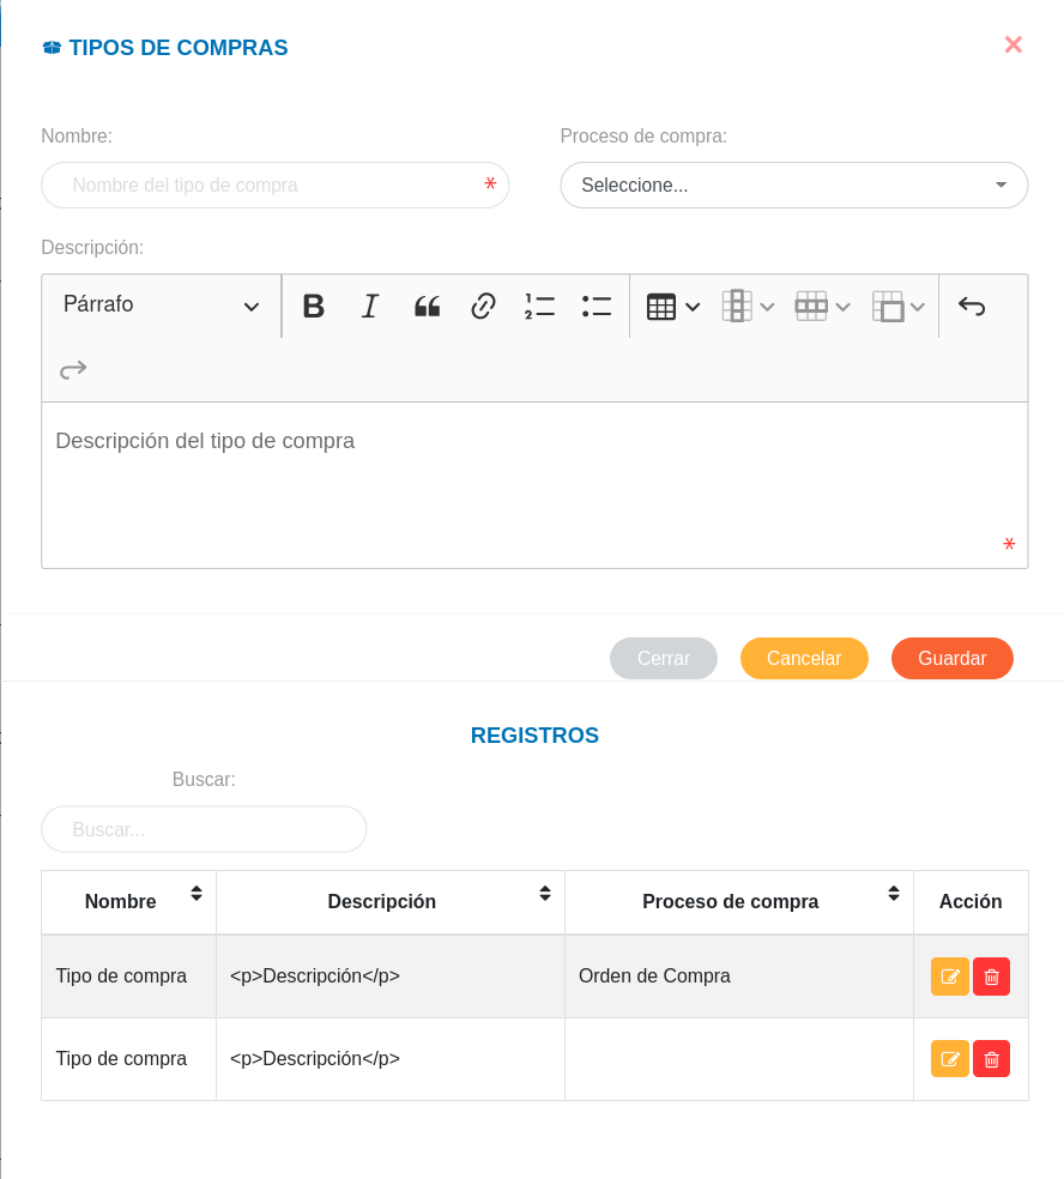 TIPOS DE COMPRAS
Nombre: Proceso de compra:
Nombre del tipo de compra * Seleccione...
Descripción:
Párrafo B I
Descripción del tipo de compra
*
Cerrar Cancelar Guardar
REGISTROS
Buscar:
Buscar...
Nombre Descripción Proceso de compra Acción
Tipo de compra <p>Descripción</p> Orden de Compra
Tipo de compra <p>Descripción</p>